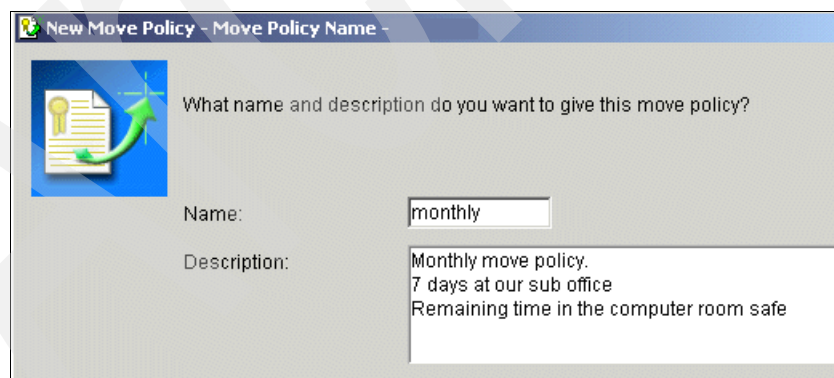 New Move Policy - Move Policy Name -
What name and description do you want to give this move policy?
Name:
monthly
Description:
Monthly move policy.
7 days at our sub office
Remaining time in the computer room safe